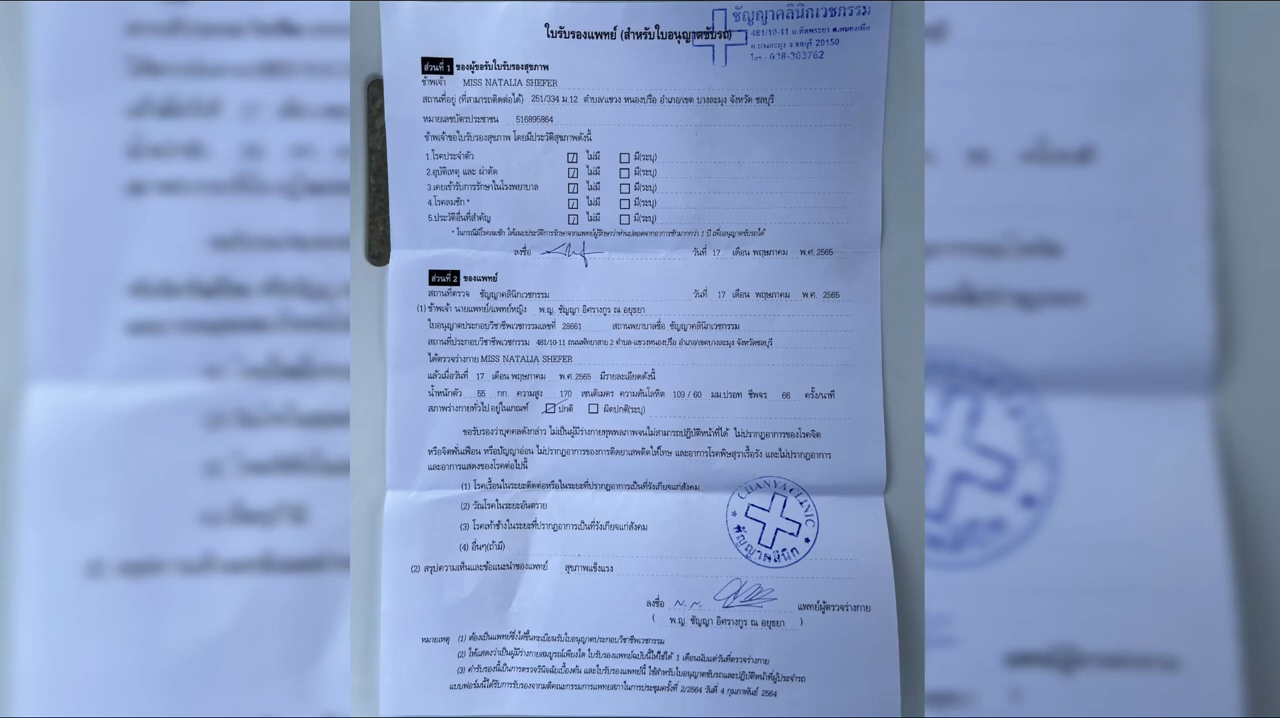 ชัญญาคลินิกเวชกรรม
ใบรับรองแพทย์ (สำหรับใบอนุญาตขับรถ)
481/10-11 ถ.ทัพพระยา ต.หนองปรือ
อ.บางละมุง จ.ชลบุรี 20150
โทร. 038-303762
ส่วนที่ 1 ของผู้ขอรับใบรับรองสุขภาพ
ข้าพเจ้า MISS NATALIA SHEFER
สถานที่อยู่ (ที่สามารถติดต่อได้) 251/334 ม.12 ตำบล/แขวง หนองปรือ อำเภอ/เขต บางละมุง จังหวัด ชลบุรี
หมายเลขบัตรประชาชน 516895864
ข้าพเจ้าขอใบรับรองสุขภาพ โดยมีประวัติสุขภาพดังนี้
1.โรคประจำตัว ไม่มี มี(ระบุ)
2.อุบัติเหตุ และ ผ่าตัด ไม่มี มี(ระบุ)
3.เคยเข้ารับการรักษาในโรงพยาบาล ไม่มี มี(ระบุ)
4.โรคลมชัก * ไม่มี มี(ระบุ)
5.ประวัติอื่นที่สำคัญ ไม่มี มี(ระบุ)
* ในกรณีมีโรคลมชัก ให้แนบประวัติการรักษาจากแพทย์ผู้รักษาว่าท่านปลอดจากอาการชักมากกว่า 1 ปี เพื่ออนุญาตขับรถได้
ลงชื่อ วันที่ 17 เดือน พฤษภาคม พ.ศ. 2565
ส่วนที่ 2 ของแพทย์
สถานที่ตรวจ ชัญญาคลินิกเวชกรรม วันที่ 17 เดือน พฤษภาคม พ.ศ. 2565
(1) ข้าพเจ้า นายแพทย์/แพทย์หญิง พ.ญ. ชัญญา อิศรางกูร ณ อยุธยา
ใบอนุญาตประกอบวิชาชีพเวชกรรมเลขที่ 28661 สถานพยาบาลชื่อ ชัญญาคลินิกเวชกรรม
สถานที่ประกอบวิชาชีพเวชกรรม 481/10-11 ถนนพัทยาสาย 2 ตำบล-แขวงหนองปรือ อำเภอ/เขตบางละมุง จังหวัดชลบุรี
ได้ตรวจร่างกาย MISS NATALIA SHEFER
แล้วเมื่อวันที่ 17 เดือน พฤษภาคม พ.ศ.2565 มีรายละเอียดดังนี้
น้ำหนักตัว 55 กก. ความสูง 170 เซนติเมตร ความดันโลหิต 109 / 60 มม.ปรอท ชีพจร 66 ครั้ง/นาที
สภาพร่างกายทั่วไป อยู่ในเกณฑ์ ปกติ ผิดปกติ(ระบุ)
ขอรับรองว่าบุคคลดังกล่าว ไม่เป็นผู้มีร่างกายทุพพลภาพจนไม่สามารถปฏิบัติหน้าที่ได้ ไม่ปรากฏอาการของโรคจิต
หรือจิตฟั่นเฟือน หรือปัญญาอ่อน ไม่ปรากฏอาการของการติดยาเสพติดให้โทษ และอาการโรคพิษสุราเรื้อรัง และไม่ปรากฏอาการ
และอาการแสดงของโรคต่อไปนี้
(1) โรคเรื้อนในระยะติดต่อหรือในระยะที่ปรากฏอาการเป็นที่รังเกียจแก่สังคม
(2) วัณโรคในระยะอันตราย
(3) โรคเท้าช้างในระยะที่ปรากฏอาการเป็นที่รังเกียจแก่สังคม
(4) อื่นๆ(ถ้ามี)
CHANYA CLINIC
ชัญญาคลินิก
(2) สรุปความเห็นและข้อแนะนำของแพทย์ สุขภาพแข็งแรง
ลงชื่อ แพทย์ผู้ตรวจร่างกาย
( พ.ญ. ชัญญา อิศรางกูร ณ อยุธยา )
หมายเหตุ (1) ต้องเป็นแพทย์ซึ่งได้ขึ้นทะเบียนรับใบอนุญาตประกอบวิชาชีพเวชกรรม
(2) ให้แสดงว่าเป็นผู้มีร่างกายสมบูรณ์เพียงใด ใบรับรองแพทย์ฉบับนี้ให้ใช้ได้ 1 เดือนนับแต่วันที่ตรวจร่างกาย
(3) คำรับรองนี้เป็นการตรวจวินิจฉัยเบื้องต้น และใบรับรองแพทย์นี้ ใช้สำหรับใบอนุญาตขับรถและปฏิบัติหน้าที่ผู้ประจำรถ
แบบฟอร์มนี้ได้รับการรับรองจากมติคณะกรรมการแพทยสภาในการประชุมครั้งที่ 2/2564 วันที่ 4 กุมภาพันธ์ 2564